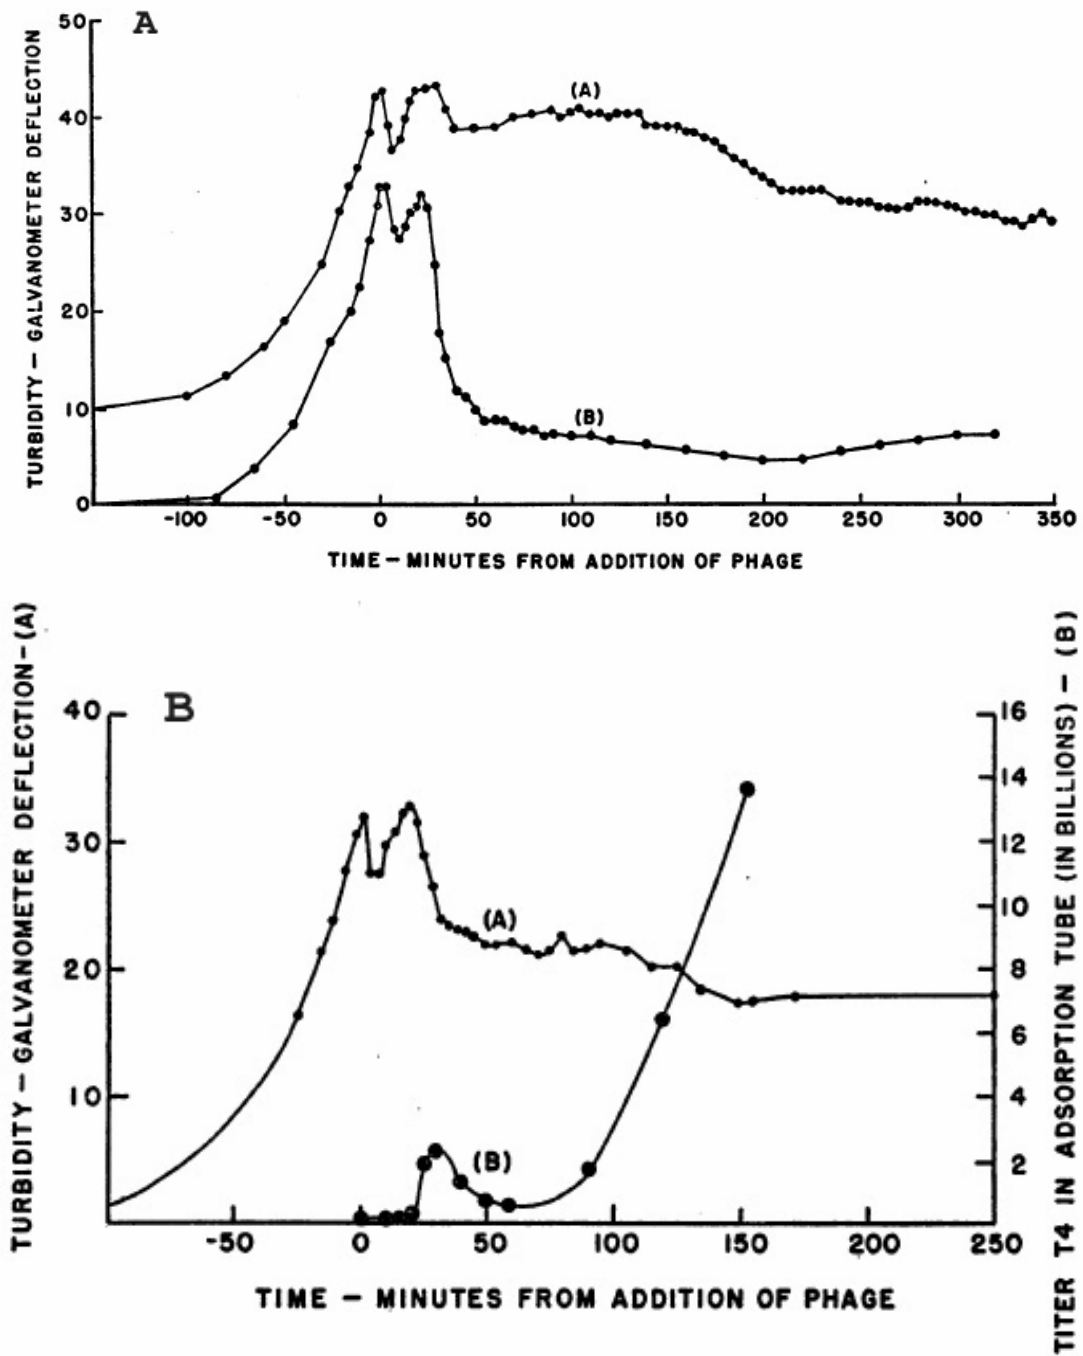 A
50
40
30
20
10
0
TURBIDITY — GALVANOMETER DEFLECTION
(A)
(B)
-100 -50 0 50 100 150 200 250 300 350
TIME — MINUTES FROM ADDITION OF PHAGE
B
TURBIDITY — GALVANOMETER DEFLECTION-(A)
40
30
20
10
(A)
(B)
16
14
12
10
8
6
4
2
TITER T4 IN ADSORPTION TUBE (IN BILLIONS) — (B)
-50 0 50 100 150 200 250
TIME — MINUTES FROM ADDITION OF PHAGE